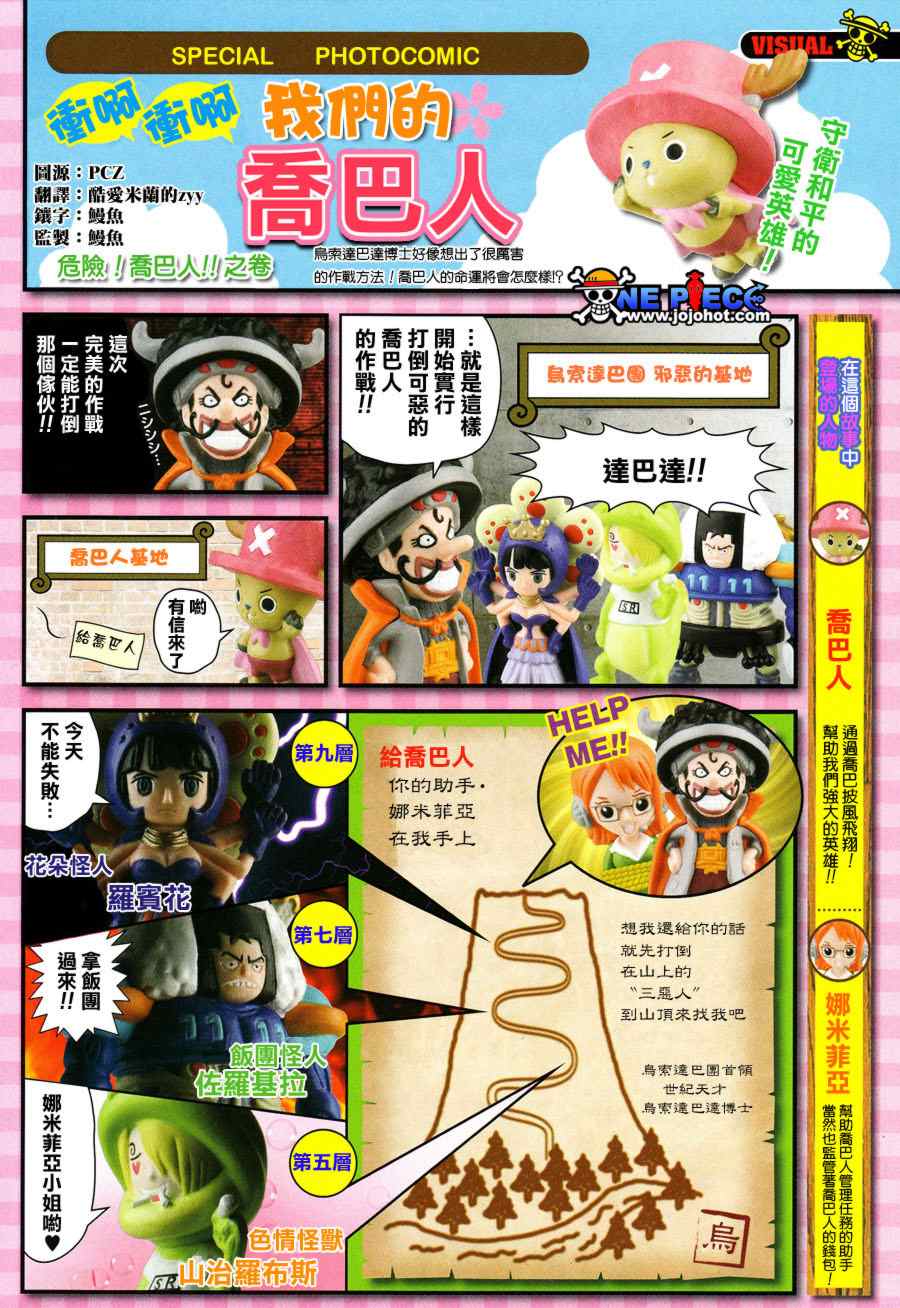 SPECIAL PHOTOCOMIC
VISUAL
衝啊
衝啊
我們的
喬巴人
守衛和平的
可愛英雄！
圖源：PCZ
翻譯：酷愛米蘭的zyy
鑲字：鰻魚
監製：鰻魚
危險！喬巴人!! 之卷
烏索達巴達博士好像想出了很厲害
的作戰方法！喬巴人的命運將會怎麼樣!?
ONE PIECE
www.jojohot.com
…就是這樣
開始實行
打倒可惡的
喬巴人
的作戰!!
烏索達巴團 邪惡的基地
達巴達!!
S.R.
11 11
這次
完美的作戰
一定能打倒
那個傢伙!!
ニシシシ…
喬巴人基地
給喬巴人
喲
有信來了
在這個故事中
登場的人物
喬巴人
通過喬巴披風飛翔！
幫助我們強大的英雄!!
娜米菲亞
幫助喬巴人管理任務的助手
當然也監管著喬巴人的錢包！
今天
不能失敗…
第九層
花朵怪人
羅賓花
第七層
拿飯團
過來!!
11 11
飯團怪人
佐羅基拉
第五層
娜米菲亞小姐喲♥
色情怪獸
山治羅布斯
S.R.
HELP
ME!!
給喬巴人
你的助手·
娜米菲亞
在我手上
想我還給你的話
就先打倒
在山上的
〝三惡人〞
到山頂來找我吧
烏索達巴團首領
世紀天才
烏索達巴達博士
烏